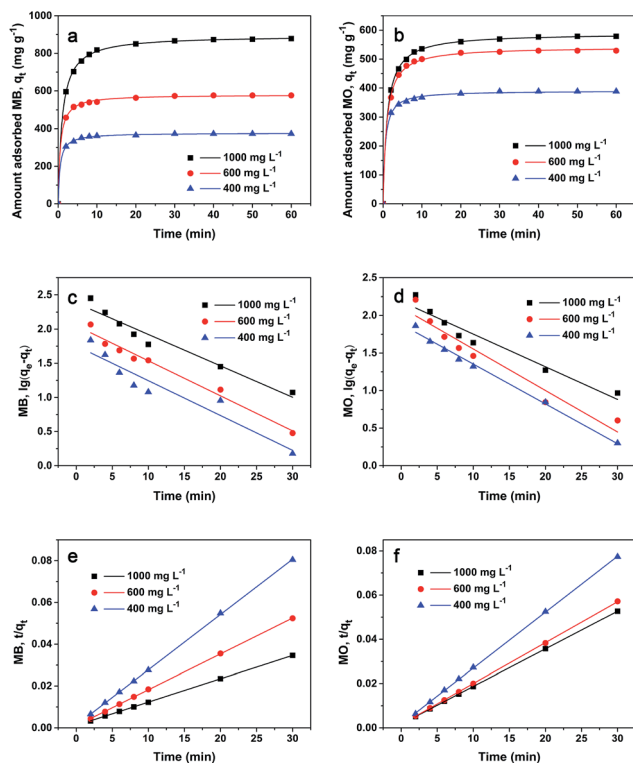 a
Amount adsorbed MB, qt (mg g-1)
1000
800
600
400
200
0
0 10 20 30 40 50 60
Time (min)
1000 mg L-1
600 mg L-1
400 mg L-1
b
Amount adsorbed MO, qt (mg g-1)
600
500
400
300
200
100
0
0 10 20 30 40 50 60
Time (min)
1000 mg L-1
600 mg L-1
400 mg L-1
c
MB, lg(qe-qt)
2.5
2.0
1.5
1.0
0.5
0.0
0 5 10 15 20 25 30
Time (min)
1000 mg L-1
600 mg L-1
400 mg L-1
d
MO, lg(qe-qt)
2.5
2.0
1.5
1.0
0.5
0.0
0 5 10 15 20 25 30
Time (min)
1000 mg L-1
600 mg L-1
400 mg L-1
e
MB, t/qt
0.08
0.06
0.04
0.02
0.00
0 5 10 15 20 25 30
Time (min)
1000 mg L-1
600 mg L-1
400 mg L-1
f
MO, t/qt
0.08
0.06
0.04
0.02
0.00
0 5 10 15 20 25 30
Time (min)
1000 mg L-1
600 mg L-1
400 mg L-1